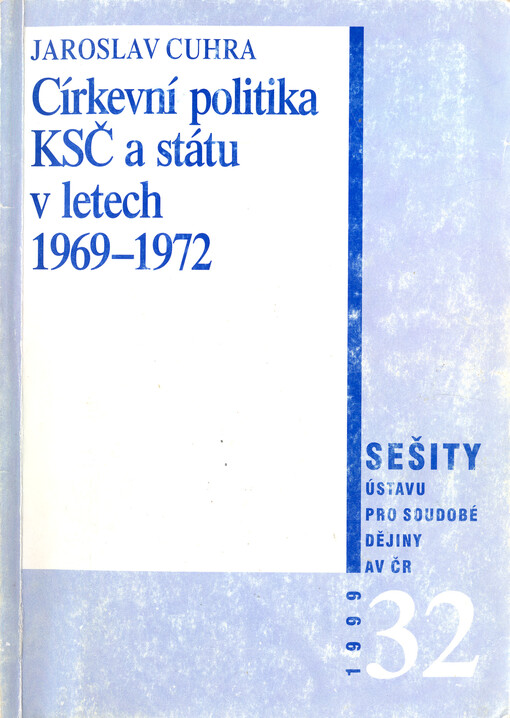 JAROSLAV CUHRA
Církevní politika
KSČ a státu
v letech
1969–1972
SEŠITY
ÚSTAVU
PRO SOUDOBÉ
DĚJINY
AV ČR
1999
32